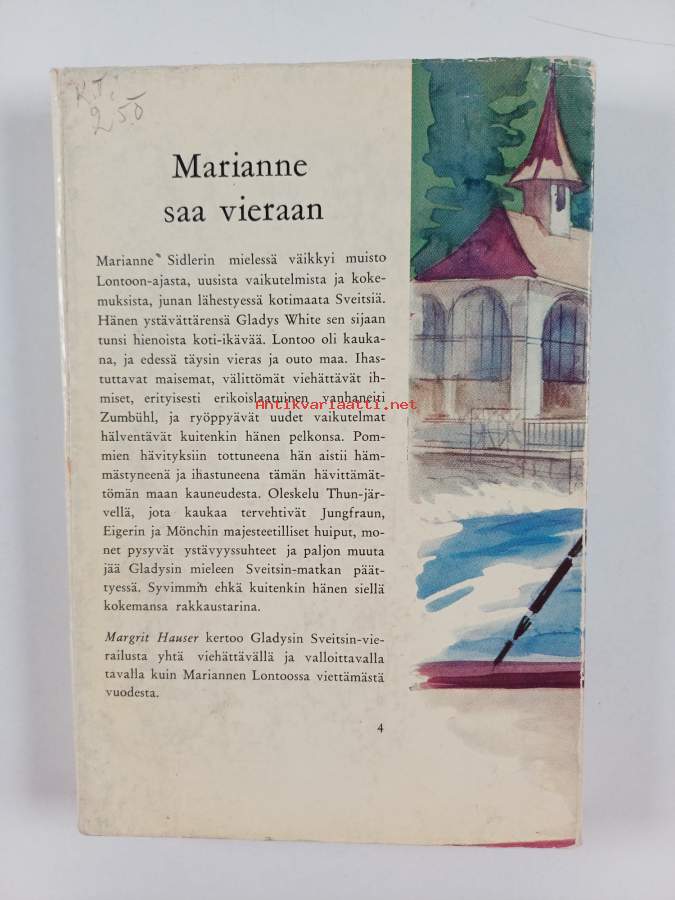 K.T.
2 50
Marianne
saa vieraan
Marianne Sidlerin mielessä väikkyi muisto
Lontoon-ajasta, uusista vaikutelmista ja koke-
muksista, junan lähestyessä kotimaata Sveitsiä.
Hänen ystävättärensä Gladys White sen sijaan
tunsi hienoista koti-ikävää. Lontoo oli kauka-
na, ja edessä täysin vieras ja outo maa. Ihas-
tuttavat maisemat, välittömät viehättävät ih-
miset, erityisesti erikoislaatuinen vanhaneiti
Antikvariaatti.net
Zumbühl, ja ryöppyävät uudet vaikutelmat
hälventävät kuitenkin hänen pelkonsa. Pom-
mien hävityksiin tottuneena hän aistii häm-
mästyneenä ja ihastuneena tämän hävittämät-
tömän maan kauneudesta. Oleskelu Thun-jär-
vellä, jota kaukaa tervehtivät Jungfraun,
Eigerin ja Mönchin majesteetilliset huiput, mo-
net pysyvät ystävyyssuhteet ja paljon muuta
jää Gladysin mieleen Sveitsin-matkan päät-
tyessä. Syvimmin ehkä kuitenkin hänen siellä
kokemansa rakkaustarina.
Margrit Hauser kertoo Gladysin Sveitsin-vie-
railusta yhtä viehättävällä ja valloittavalla
tavalla kuin Mariannen Lontoossa viettämästä
vuodesta.
4